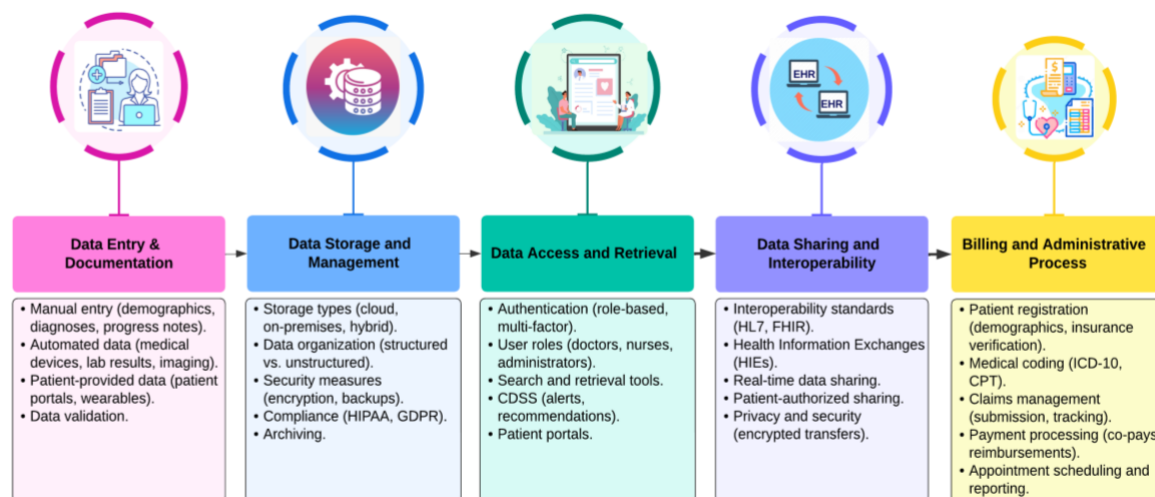 EHR
EHR
Data Entry &
Documentation
• Manual entry (demographics,
diagnoses, progress notes).
• Automated data (medical
devices, lab results, imaging).
• Patient-provided data (patient
portals, wearables).
• Data validation.
Data Storage and
Management
• Storage types (cloud,
on-premises, hybrid).
• Data organization (structured
vs. unstructured).
• Security measures
(encryption, backups).
• Compliance (HIPAA, GDPR).
• Archiving.
Data Access and Retrieval
• Authentication (role-based,
multi-factor).
• User roles (doctors, nurses,
administrators).
• Search and retrieval tools.
• CDSS (alerts,
recommendations).
• Patient portals.
Data Sharing and
Interoperability
• Interoperability standards
(HL7, FHIR).
• Health Information Exchanges
(HIEs).
• Real-time data sharing.
• Patient-authorized sharing.
• Privacy and security
(encrypted transfers).
Billing and Administrative
Process
• Patient registration
(demographics, insurance
verification).
• Medical coding (ICD-10,
CPT).
• Claims management
(submission, tracking).
• Payment processing (co-pays
reimbursements).
• Appointment scheduling and
reporting.